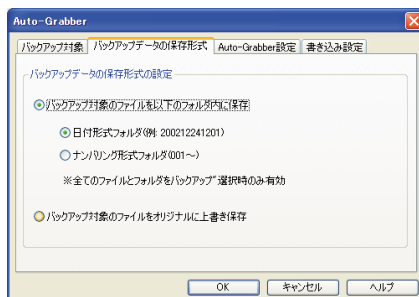 Auto-Grabber
バックアップ対象 バックアップデータの保存形式 Auto-Grabber設定 書き込み設定
バックアップデータの保存形式の設定
バックアップ対象のファイルを以下のフォルダ内に保存
日付形式フォルダ(例: 200212241201)
ナンバリング形式フォルダ(001～)
※全てのファイルとフォルダをバックアップ選択時のみ有効
バックアップ対象のファイルをオリジナルに上書き保存
OK キャンセル ヘルプ